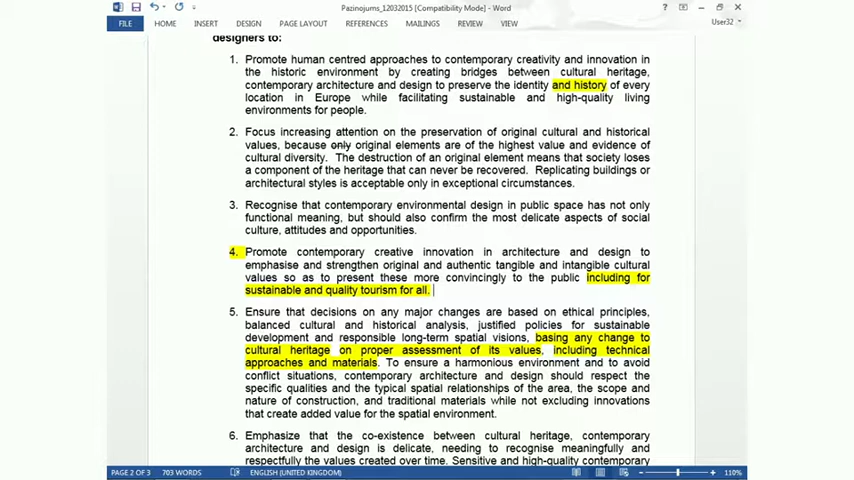 Pazinojums_12032015 [Compatibility Mode] - Word
FILE HOME INSERT DESIGN PAGE LAYOUT REFERENCES MAILINGS REVIEW VIEW User32
designers to:
1. Promote human centred approaches to contemporary creativity and innovation in
the historic environment by creating bridges between cultural heritage,
contemporary architecture and design to preserve the identity and history of every
location in Europe while facilitating sustainable and high-quality living
environments for people.
2. Focus increasing attention on the preservation of original cultural and historical
values, because only original elements are of the highest value and evidence of
cultural diversity. The destruction of an original element means that society loses
a component of the heritage that can never be recovered. Replicating buildings or
architectural styles is acceptable only in exceptional circumstances.
3. Recognise that contemporary environmental design in public space has not only
functional meaning, but should also confirm the most delicate aspects of social
culture, attitudes and opportunities.
4. Promote contemporary creative innovation in architecture and design to
emphasise and strengthen original and authentic tangible and intangible cultural
values so as to present these more convincingly to the public including for
sustainable and quality tourism for all.
5. Ensure that decisions on any major changes are based on ethical principles,
balanced cultural and historical analysis, justified policies for sustainable
development and responsible long-term spatial visions, basing any change to
cultural heritage on proper assessment of its values, including technical
approaches and materials. To ensure a harmonious environment and to avoid
conflict situations, contemporary architecture and design should respect the
specific qualities and the typical spatial relationships of the area, the scope and
nature of construction, and traditional materials while not excluding innovations
that create added value for the spatial environment.
6. Emphasize that the co-existence between cultural heritage, contemporary
architecture and design is delicate, needing to recognise meaningfully and
respectfully the values created over time. Sensitive and high-quality contemporary
PAGE 2 OF 3 703 WORDS ENGLISH (UNITED KINGDOM) 110%